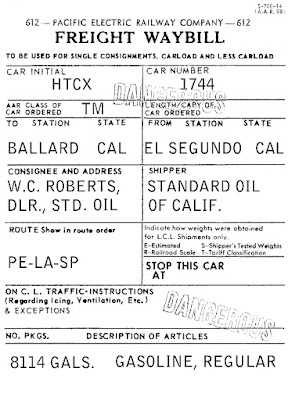 S-750-14
(A.A.R. 98)
612 — PACIFIC ELECTRIC RAILWAY COMPANY — 612
FREIGHT WAYBILL
TO BE USED FOR SINGLE CONSIGNMENTS, CARLOAD AND LESS CARLOAD
CAR INITIAL CAR NUMBER
HTCX 1744
DANGEROUS
AAR CLASS OF CAR ORDERED TM LENGTH/CAPY OF CAR ORDERED
TO STATION STATE FROM STATION STATE
BALLARD CAL EL SEGUNDO CAL
CONSIGNEE AND ADDRESS SHIPPER
W.C. ROBERTS, STANDARD OIL
DLR., STD. OIL OF CALIF.
ROUTE Show in route order
PE-LA-SP
Indicate how weights were obtained
for L.C.L. Shipments only.
E—Estimated S—Shipper's Tested Weights
R—Railroad Scale T—Tariff Classification
STOP THIS CAR
AT
ON C. L. TRAFFIC-INSTRUCTIONS
(Regarding Icing, Ventilation, Etc.)
& EXCEPTIONS
DANGEROUS
NO. PKGS. DESCRIPTION OF ARTICLES
8114 GALS. GASOLINE, REGULAR